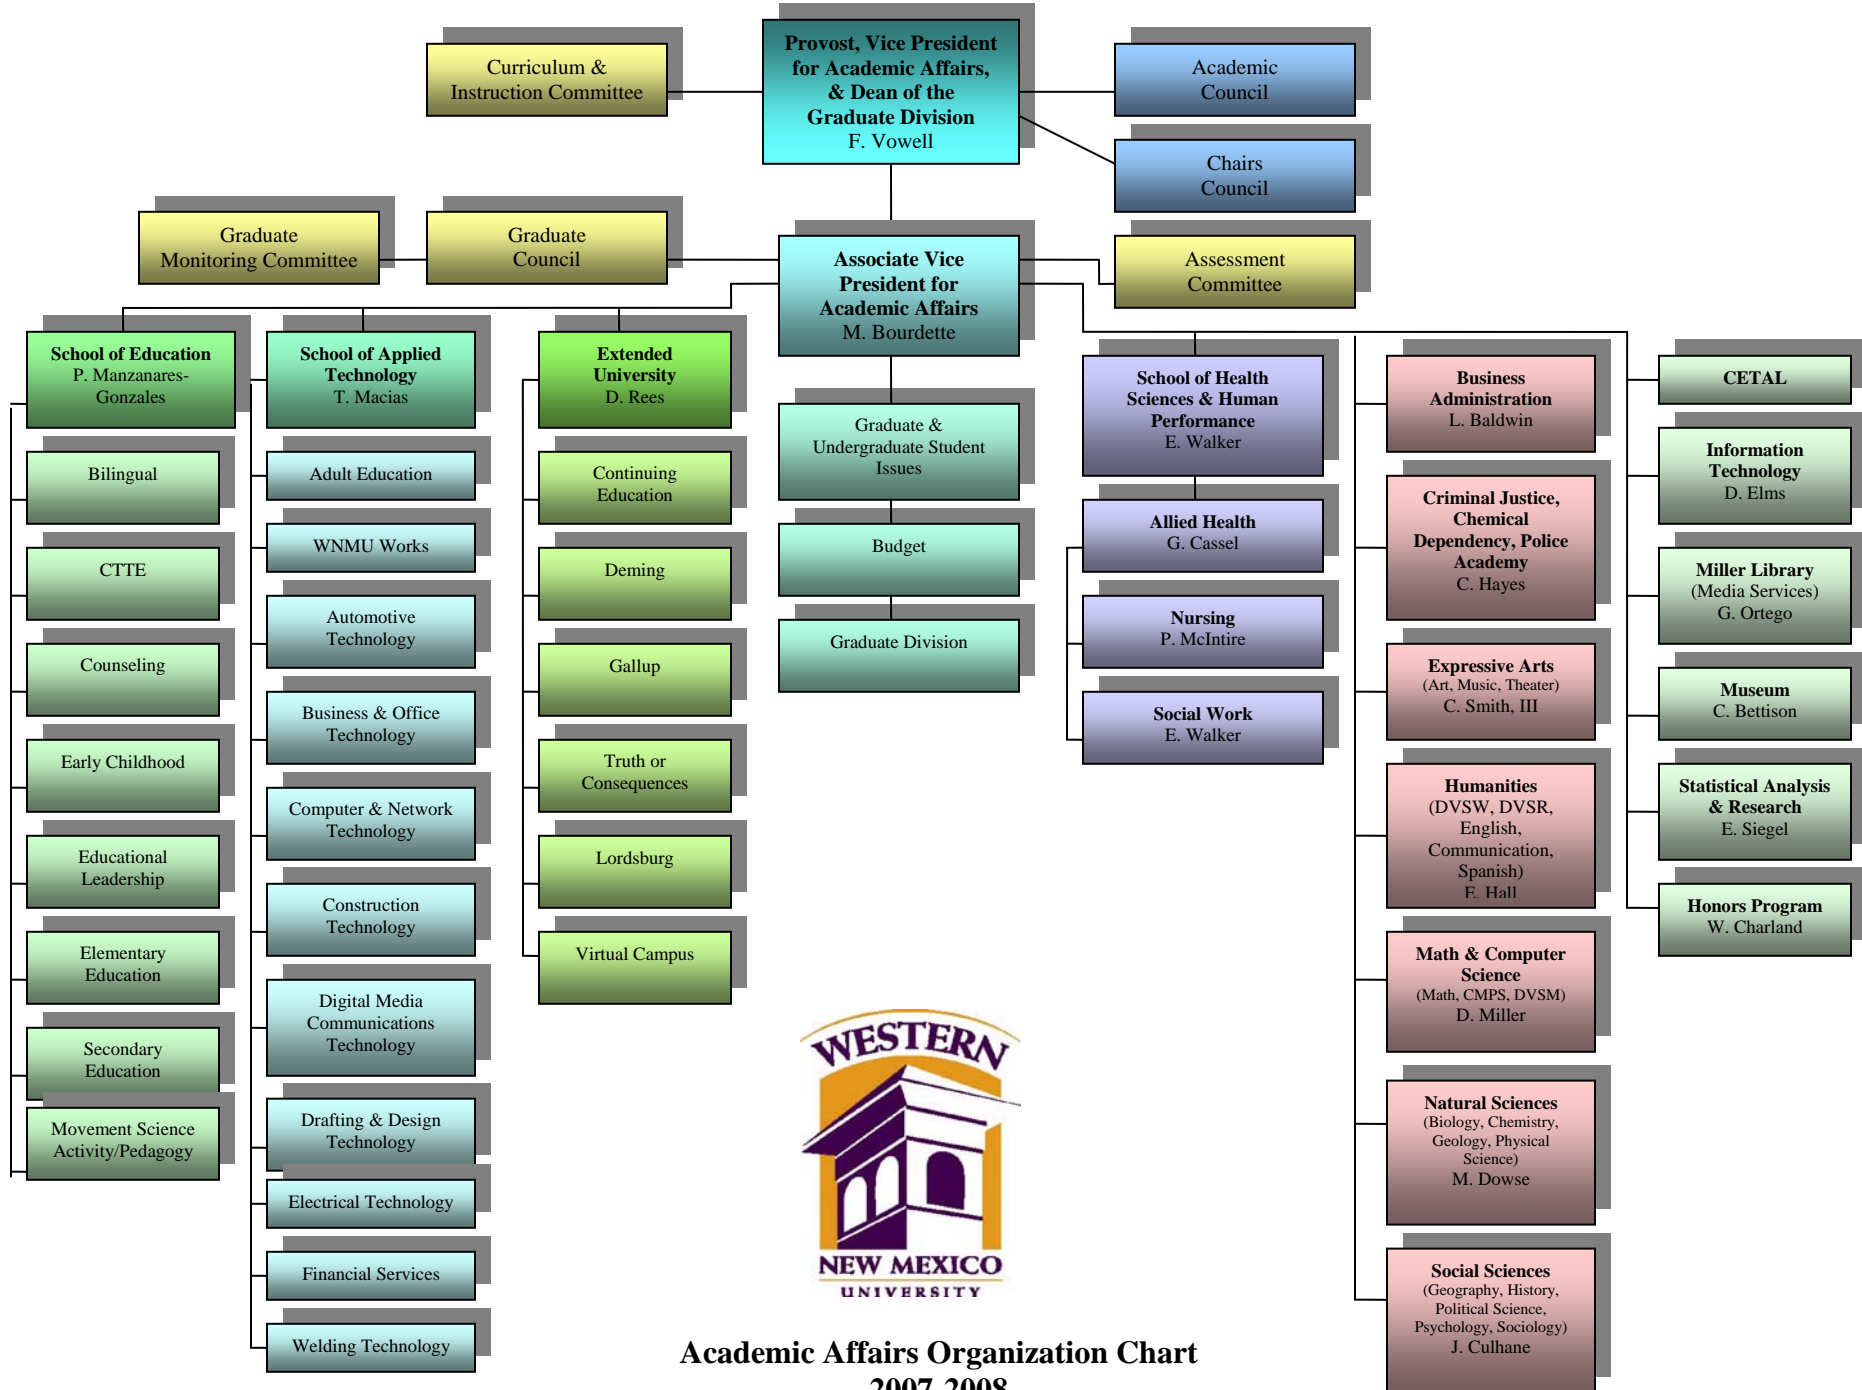 Provost, Vice President
for Academic Affairs,
& Dean of the
Graduate Division
F. Vowell
Curriculum &
Instruction Committee
Academic
Council
Chairs
Council
Graduate
Monitoring Committee
Graduate
Council
Associate Vice
President for
Academic Affairs
M. Bourdette
Assessment
Committee
School of Education
P. Manzanares-
Gonzales
Bilingual
CTTE
Counseling
Early Childhood
Educational
Leadership
Elementary
Education
Secondary
Education
Movement Science
Activity/Pedagogy
School of Applied
Technology
T. Macias
Adult Education
WNMU Works
Automotive
Technology
Business & Office
Technology
Computer & Network
Technology
Construction
Technology
Digital Media
Communications
Technology
Drafting & Design
Technology
Electrical Technology
Financial Services
Welding Technology
Extended
University
D. Rees
Continuing
Education
Deming
Gallup
Truth or
Consequences
Lordsburg
Virtual Campus
Graduate &
Undergraduate Student
Issues
Budget
Graduate Division
School of Health
Sciences & Human
Performance
E. Walker
Allied Health
G. Cassel
Nursing
P. McIntire
Social Work
E. Walker
Business
Administration
L. Baldwin
Criminal Justice,
Chemical
Dependency, Police
Academy
C. Hayes
Expressive Arts
(Art, Music, Theater)
C. Smith, III
Humanities
(DVSW, DVSR,
English,
Communication,
Spanish)
E. Hall
Math & Computer
Science
(Math, CMPS, DVSM)
D. Miller
Natural Sciences
(Biology, Chemistry,
Geology, Physical
Science)
M. Dowse
Social Sciences
(Geography, History,
Political Science,
Psychology, Sociology)
J. Culhane
CETAL
Information
Technology
D. Elms
Miller Library
(Media Services)
G. Ortego
Museum
C. Bettison
Statistical Analysis
& Research
E. Siegel
Honors Program
W. Charland
WESTERN
NEW MEXICO
UNIVERSITY
Academic Affairs Organization Chart
2007-2008